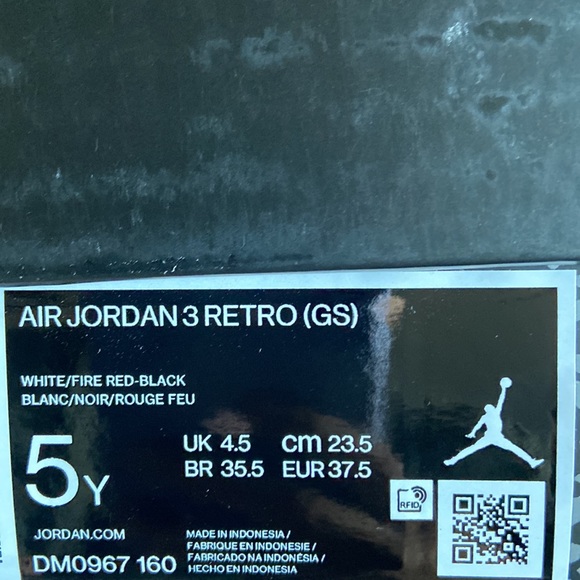 AIR JORDAN 3 RETRO (GS)
WHITE/FIRE RED-BLACK
BLANC/NOIR/ROUGE FEU
5Y
UK 4.5 cm 23.5
BR 35.5 EUR 37.5
RFID
JORDAN.COM
DM0967 160
MADE IN INDONESIA /
FABRIQUE EN INDONESIE /
FABRICADO NA INDONÉSIA /
HECHO EN INDONESIA